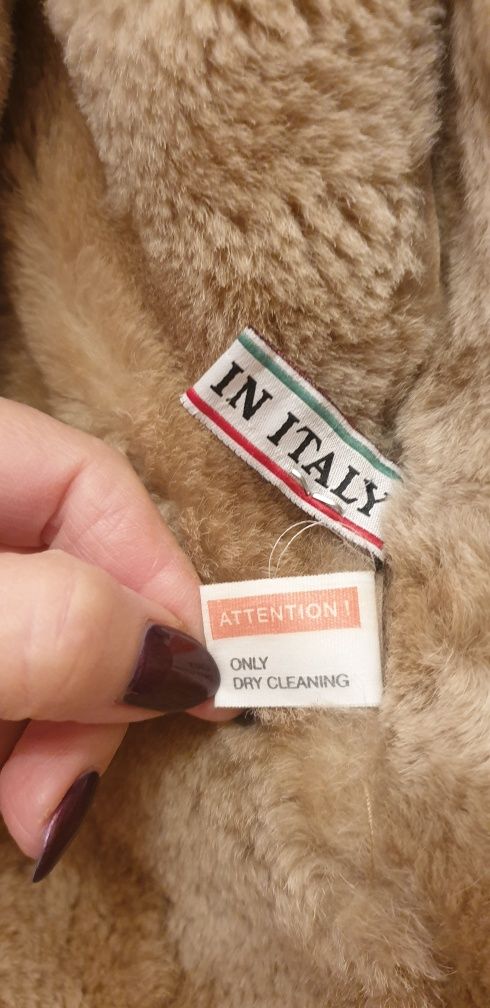 IN ITALY
ATTENTION !
ONLY
DRY CLEANING